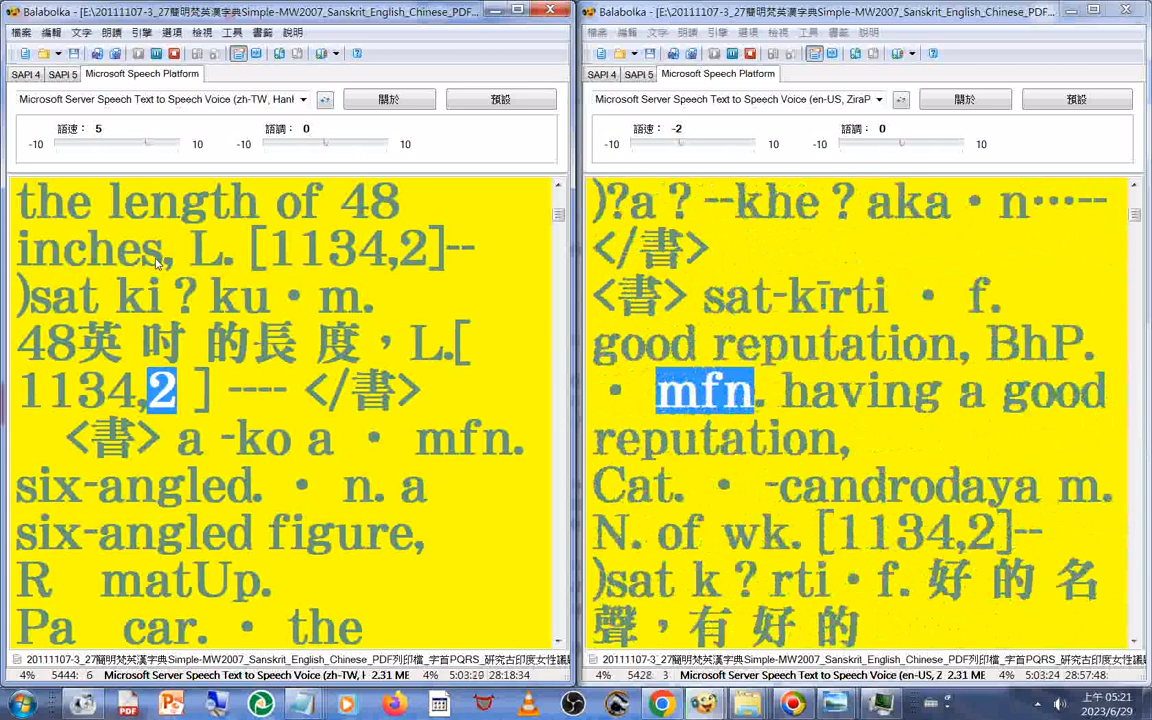 Balabolka - [E:\20111107-3_27簡明梵英漢字典Simple-MW2007_Sanskrit_English_Chinese_PDF...
檔案 編輯 文字 朗讀 引擎 選項 檢視 工具 書籤 說明
SAPI 4 SAPI 5 Microsoft Speech Platform
Microsoft Server Speech Text to Speech Voice (zh-TW, Hanl
關於 預設
語速： 5 語調： 0
-10 10 -10 10
the length of 48
inches, L. [1134,2]--
)sat ki？ku・m.
48英 吋 的長 度，L.[
1134,2 ] ---- </書>
<書> a -ko a ・ mfn.
six-angled. ・ n. a
six-angled figure,
R matUp.
Pa car. ・ the
20111107-3_27簡明梵英漢字典Simple-MW2007_Sanskrit_English_Chinese_PDF列印檔_字首PQRS_研究古印度女性議
4% 5444: 6 Microsoft Server Speech Text to Speech Voice (zh-TW, H 2.31 ME 4% 5:03:29 28:18:34
Balabolka - [E:\20111107-3_27簡明梵英漢字典Simple-MW2007_Sanskrit_English_Chinese_PDF...
檔案 編輯 文字 朗讀 引擎 選項 檢視 工具 書籤 說明
SAPI 4 SAPI 5 Microsoft Speech Platform
Microsoft Server Speech Text to Speech Voice (en-US, ZiraP
關於 預設
語速： -2 語調： 0
-10 10 -10 10
)?a？--khe？aka・n…--
</書>
<書> sat-kīrti ・ f.
good reputation, BhP.
・ mfn. having a good
reputation,
Cat. ・ -candrodaya m.
N. of wk. [1134,2]--
)sat k？rti・f. 好 的 名
聲，有 好 的
20111107-3_27簡明梵英漢字典Simple-MW2007_Sanskrit_English_Chinese_PDF列印檔_字首PQRS_研究古印度女性議
4% 5428 3 Microsoft Server Speech Text to Speech Voice (en-US, Z 2.31 ME 4% 5:03:24 28:57:48
上午 05:21
2023/6/29